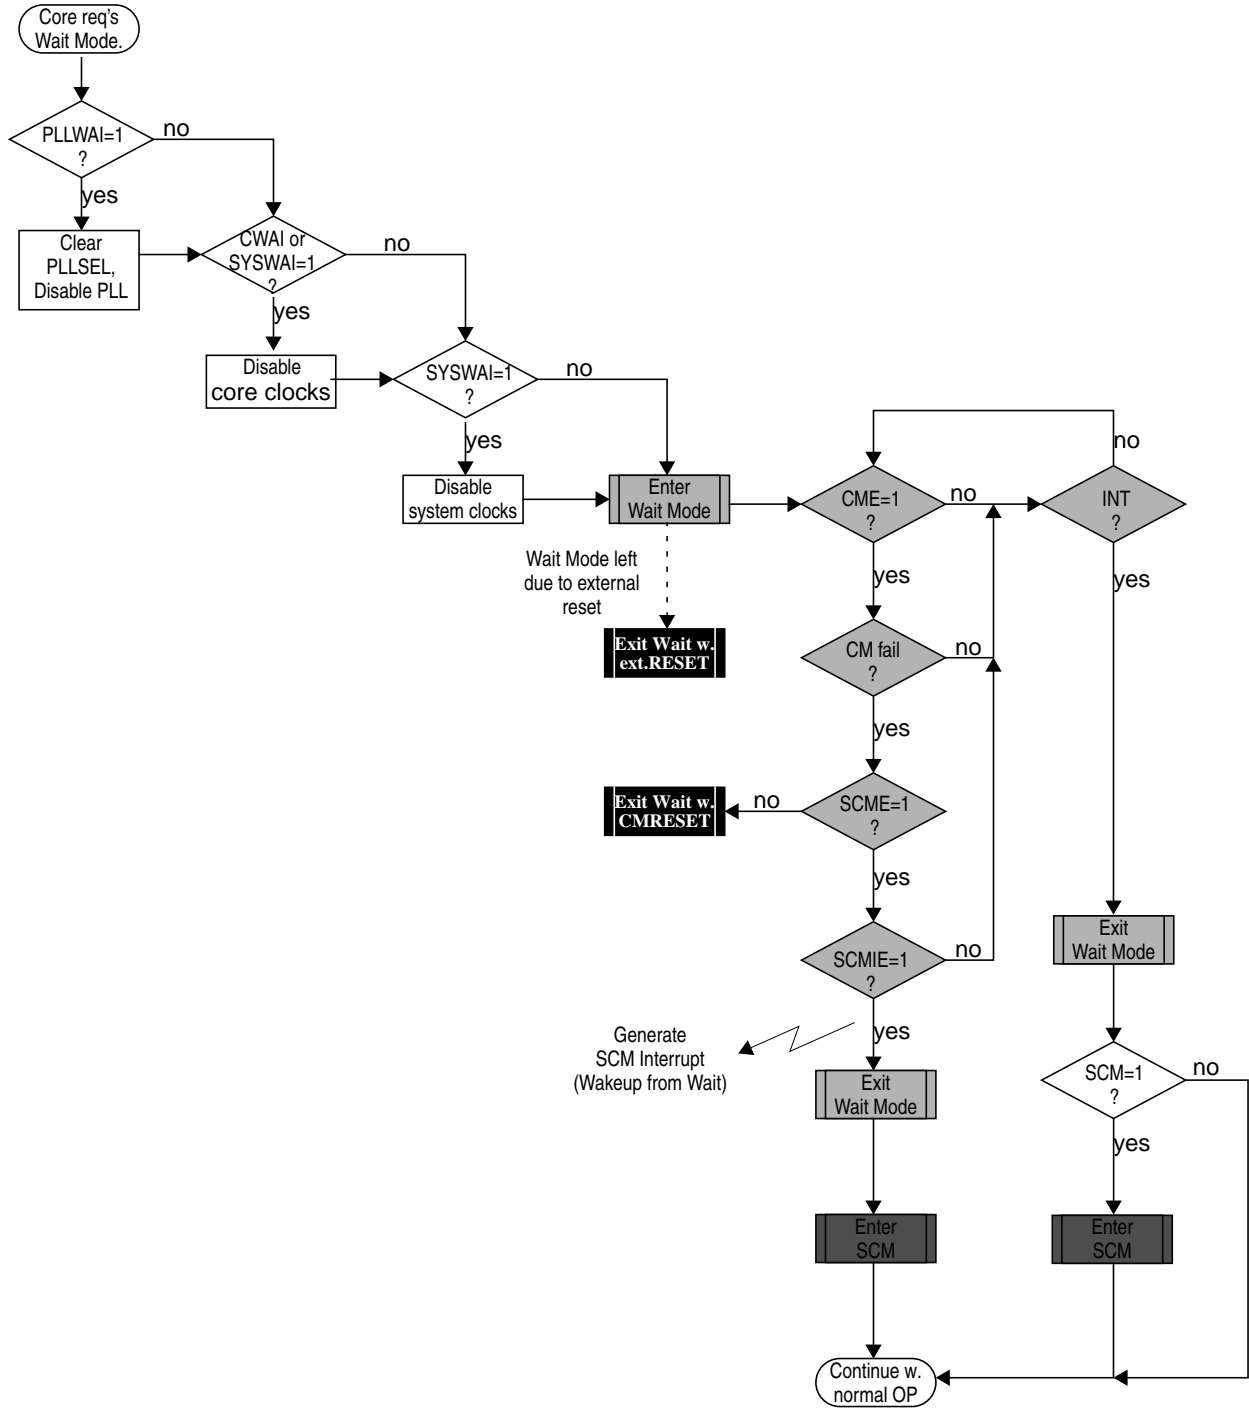 Core req's
Wait Mode.
PLLWAI=1
?
no
yes
Clear
PLLSEL,
Disable PLL
CWAI or
SYSWAI=1
?
no
yes
Disable
core clocks
SYSWAI=1
?
no
yes
Disable
system clocks
Enter
Wait Mode
Wait Mode left
due to external
reset
Exit Wait w.
ext.RESET
CME=1
?
no
yes
INT
?
no
yes
CM fail
?
no
yes
SCME=1
?
no
yes
Exit Wait w.
CMRESET
SCMIE=1
?
no
yes
Generate
SCM Interrupt
(Wakeup from Wait)
Exit
Wait Mode
Enter
SCM
Exit
Wait Mode
SCM=1
?
no
yes
Enter
SCM
Continue w.
normal OP